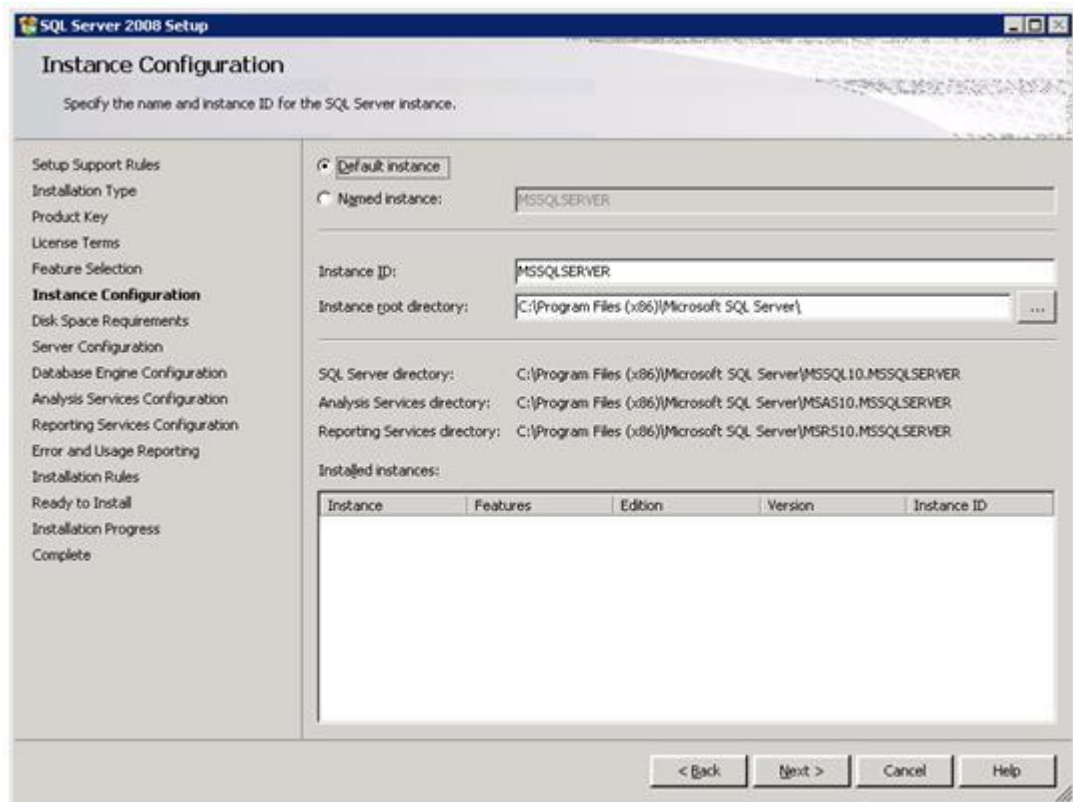 SQL Server 2008 Setup
Instance Configuration
Specify the name and instance ID for the SQL Server instance.
Setup Support Rules
Installation Type
Product Key
License Terms
Feature Selection
Instance Configuration
Disk Space Requirements
Server Configuration
Database Engine Configuration
Analysis Services Configuration
Reporting Services Configuration
Error and Usage Reporting
Installation Rules
Ready to Install
Installation Progress
Complete
Default instance
Named instance: MSSQLSERVER
Instance ID: MSSQLSERVER
Instance root directory: C:\Program Files (x86)\Microsoft SQL Server\ ...
SQL Server directory: C:\Program Files (x86)\Microsoft SQL Server\MSSQL10.MSSQLSERVER
Analysis Services directory: C:\Program Files (x86)\Microsoft SQL Server\MSAS10.MSSQLSERVER
Reporting Services directory: C:\Program Files (x86)\Microsoft SQL Server\MSRS10.MSSQLSERVER
Installed instances:
Instance Features Edition Version Instance ID
< Back Next > Cancel Help